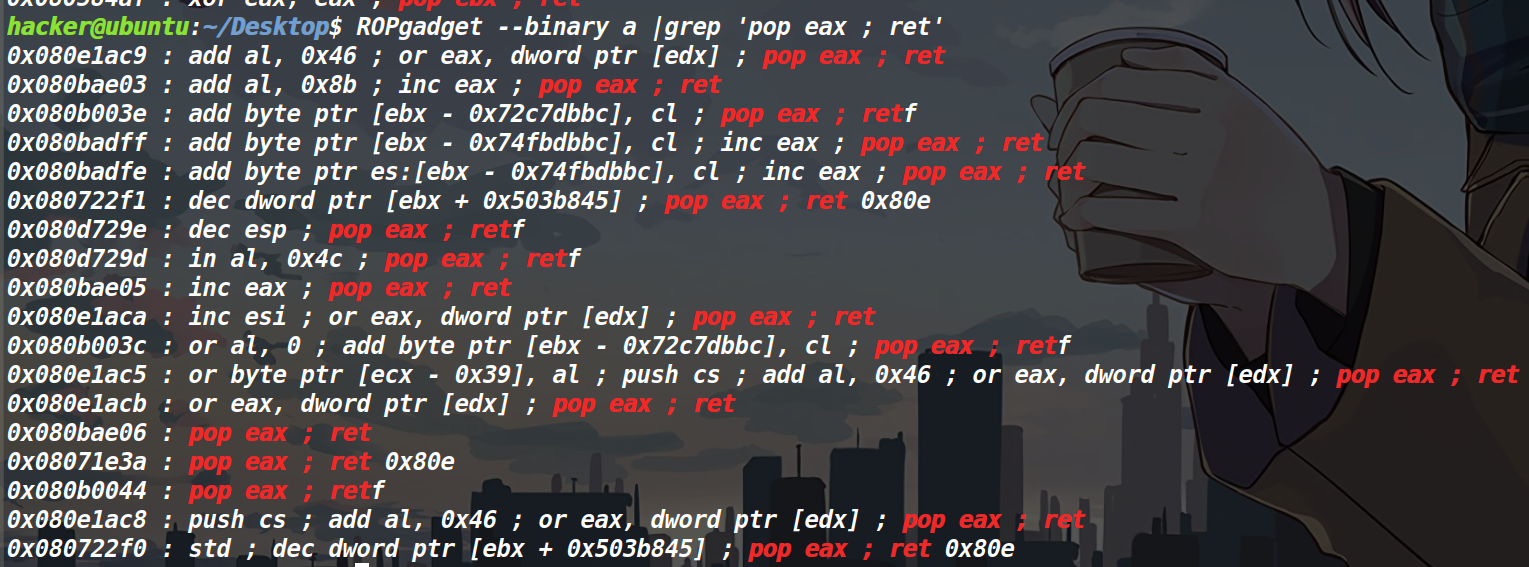 0x080584af : xor eax, eax ; pop ebx ; ret
hacker@ubuntu:~/Desktop$ ROPgadget --binary a |grep 'pop eax ; ret'
0x080e1ac9 : add al, 0x46 ; or eax, dword ptr [edx] ; pop eax ; ret
0x080bae03 : add al, 0x8b ; inc eax ; pop eax ; ret
0x080b003e : add byte ptr [ebx - 0x72c7dbbc], cl ; pop eax ; retf
0x080badff : add byte ptr [ebx - 0x74fbdbbc], cl ; inc eax ; pop eax ; ret
0x080badfe : add byte ptr es:[ebx - 0x74fbdbbc], cl ; inc eax ; pop eax ; ret
0x080722f1 : dec dword ptr [ebx + 0x503b845] ; pop eax ; ret 0x80e
0x080d729e : dec esp ; pop eax ; retf
0x080d729d : in al, 0x4c ; pop eax ; retf
0x080bae05 : inc eax ; pop eax ; ret
0x080e1aca : inc esi ; or eax, dword ptr [edx] ; pop eax ; ret
0x080b003c : or al, 0 ; add byte ptr [ebx - 0x72c7dbbc], cl ; pop eax ; retf
0x080e1ac5 : or byte ptr [ecx - 0x39], al ; push cs ; add al, 0x46 ; or eax, dword ptr [edx] ; pop eax ; ret
0x080e1acb : or eax, dword ptr [edx] ; pop eax ; ret
0x080bae06 : pop eax ; ret
0x08071e3a : pop eax ; ret 0x80e
0x080b0044 : pop eax ; retf
0x080e1ac8 : push cs ; add al, 0x46 ; or eax, dword ptr [edx] ; pop eax ; ret
0x080722f0 : std ; dec dword ptr [ebx + 0x503b845] ; pop eax ; ret 0x80e